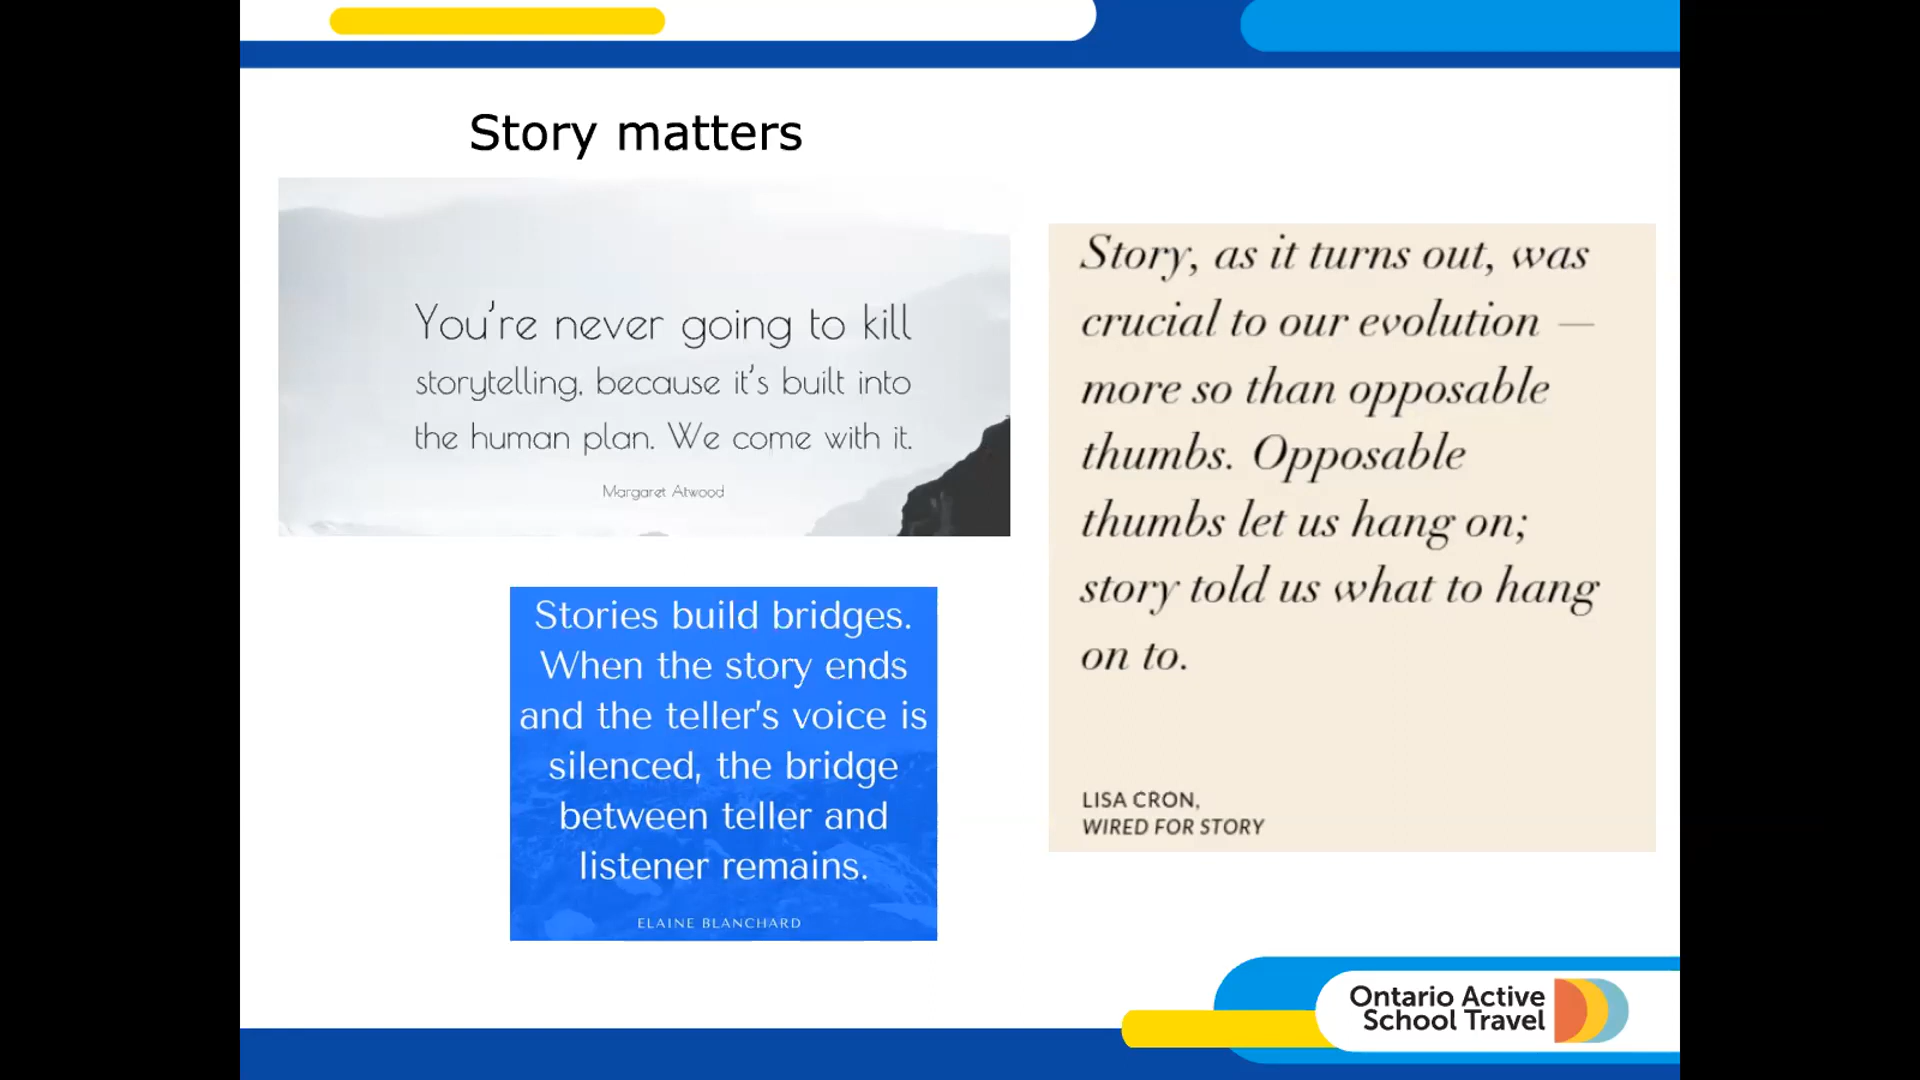 Story matters
You're never going to kill
storytelling, because it's built into
the human plan. We come with it.
Margaret Atwood
Stories build bridges.
When the story ends
and the teller's voice is
silenced, the bridge
between teller and
listener remains.
ELAINE BLANCHARD
Story, as it turns out, was
crucial to our evolution —
more so than opposable
thumbs. Opposable
thumbs let us hang on;
story told us what to hang
on to.
LISA CRON,
WIRED FOR STORY
Ontario Active
School Travel